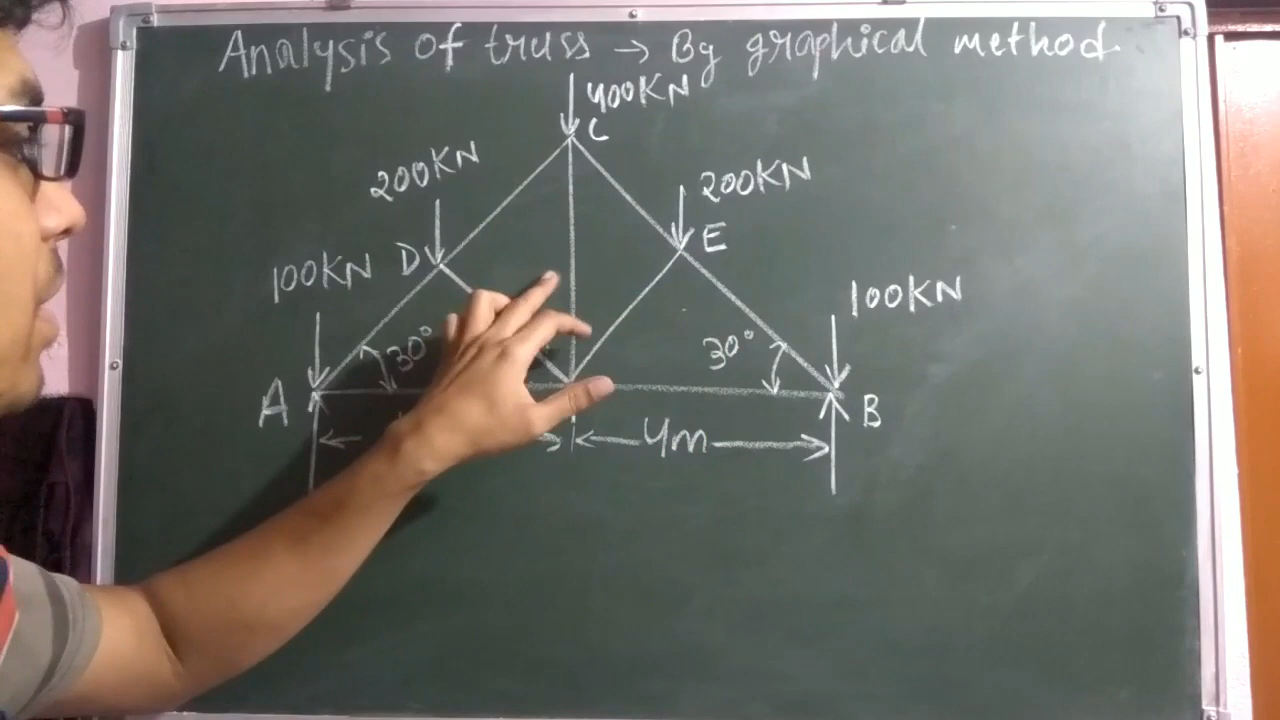 Analysis of truss → By graphical method
400KN
C
200KN
200KN
D
E
100KN
100KN
30°
30°
A
B
4m